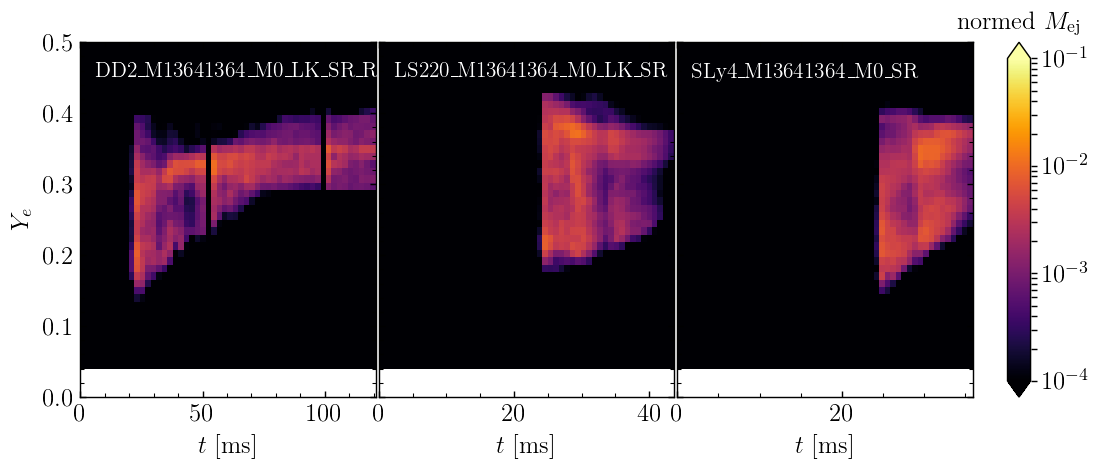 normed M_ej
DD2_M13641364_M0_LK_SR_R
LS220_M13641364_M0_LK_SR
SLy4_M13641364_M0_SR
0.5
0.4
0.3
0.2
0.1
0.0
Y_e
10^-1
10^-2
10^-3
10^-4
0 50 100 0 20 40 0 20
t [ms] t [ms] t [ms]